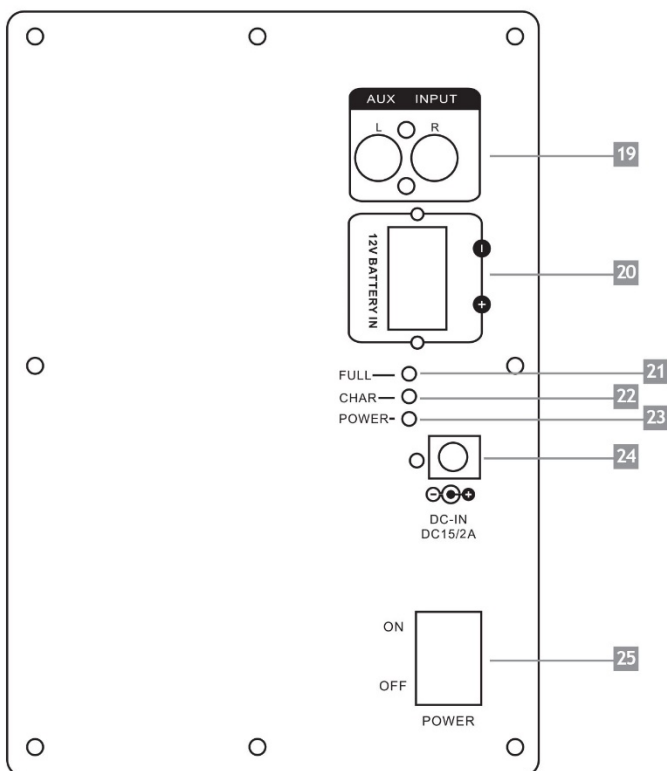 AUX INPUT
L R
19
12V BATTERY IN
−
+
20
FULL
21
CHAR
22
POWER
23
24
− +
DC-IN
DC15/2A
ON
25
OFF
POWER